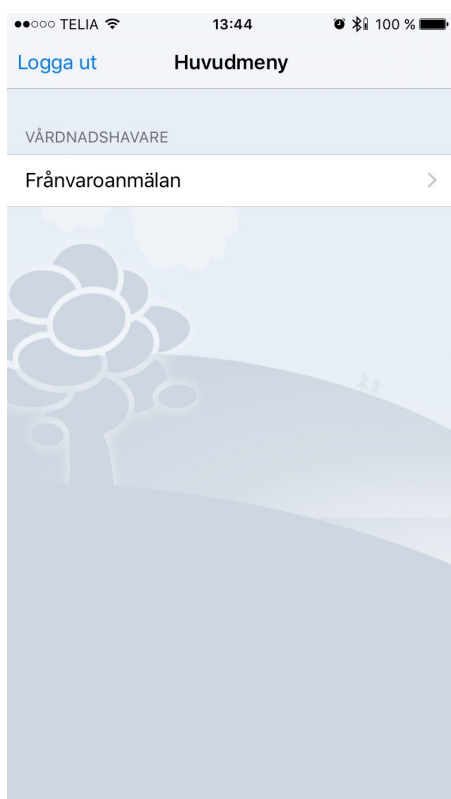 TELIA 13:44 100 %
Logga ut Huvudmeny
VÅRDNADSHAVARE
Frånvaroanmälan